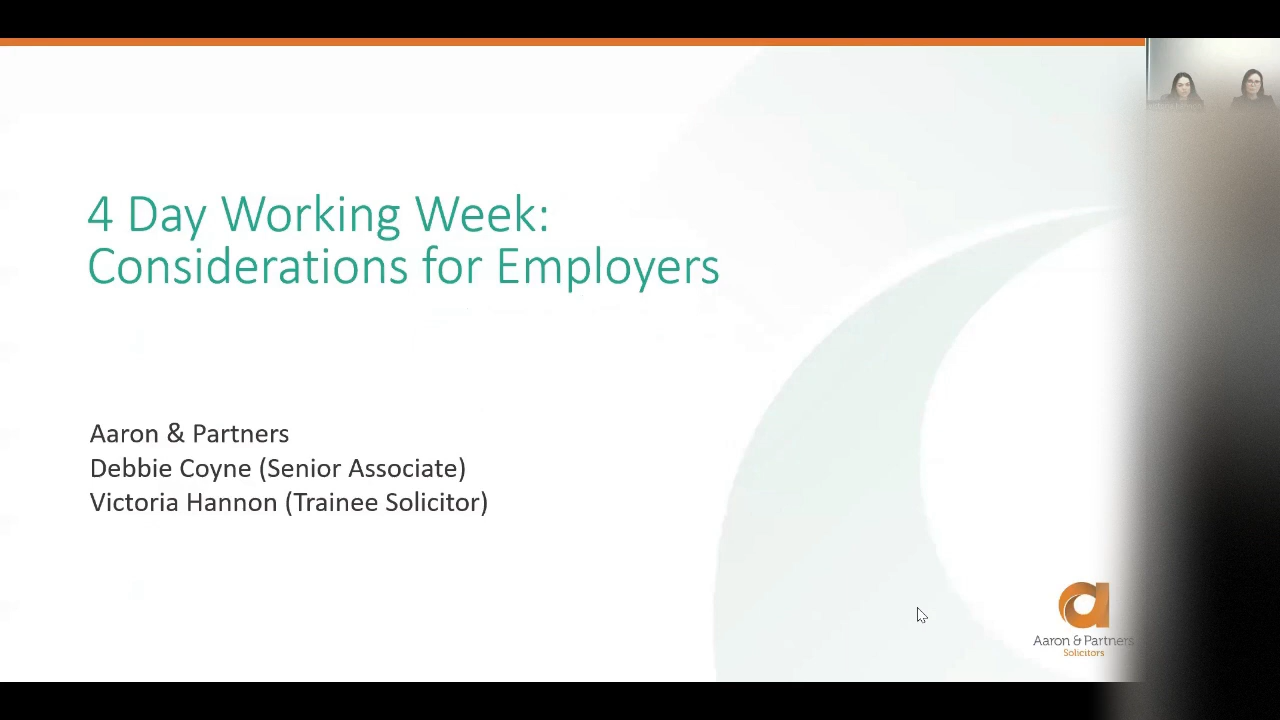 4 Day Working Week:
Considerations for Employers
Aaron & Partners
Debbie Coyne (Senior Associate)
Victoria Hannon (Trainee Solicitor)
Aaron & Partners
Solicitors